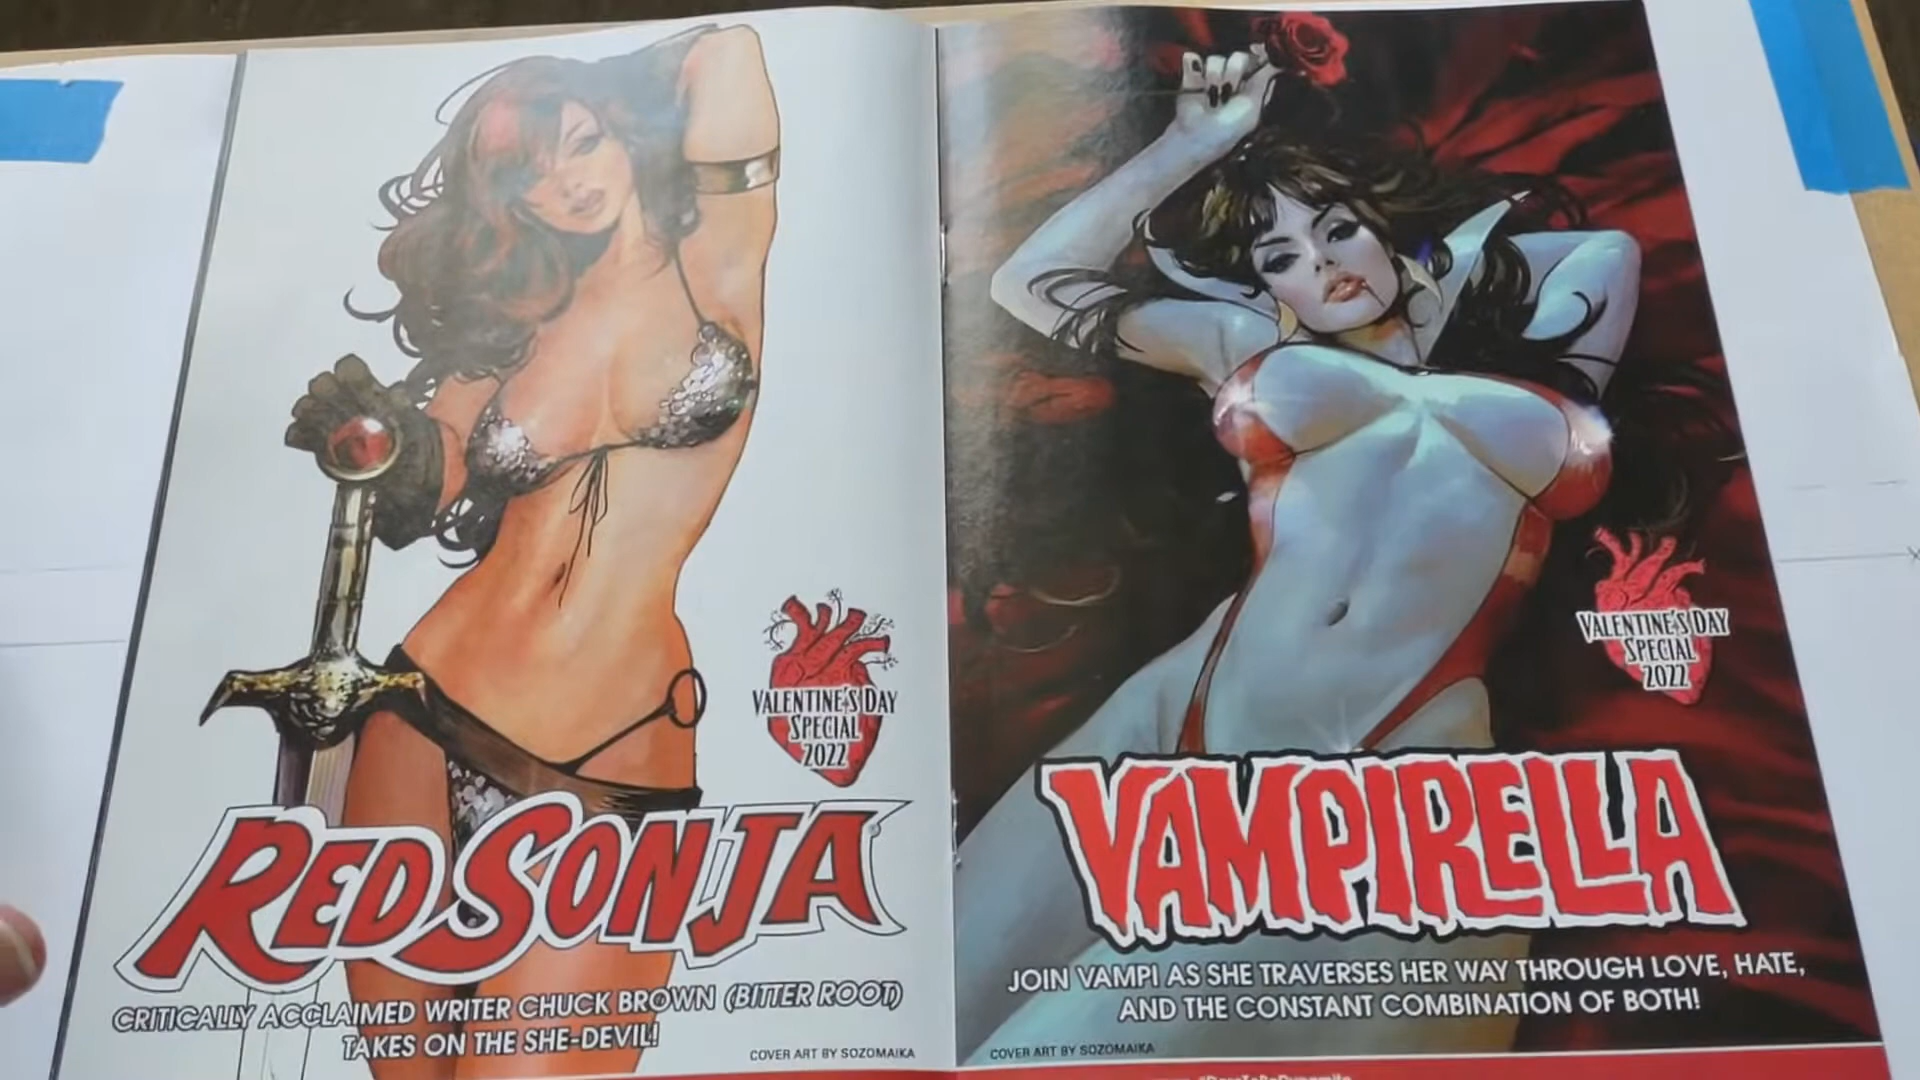 VALENTINE'S DAY
SPECIAL
2022
RED SONJA
CRITICALLY ACCLAIMED WRITER CHUCK BROWN (BITTER ROOT)
TAKES ON THE SHE-DEVIL!
COVER ART BY SOZOMAIKA
VALENTINE'S DAY
SPECIAL
2022
VAMPIRELLA
JOIN VAMPI AS SHE TRAVERSES HER WAY THROUGH LOVE, HATE,
AND THE CONSTANT COMBINATION OF BOTH!
COVER ART BY SOZOMAIKA